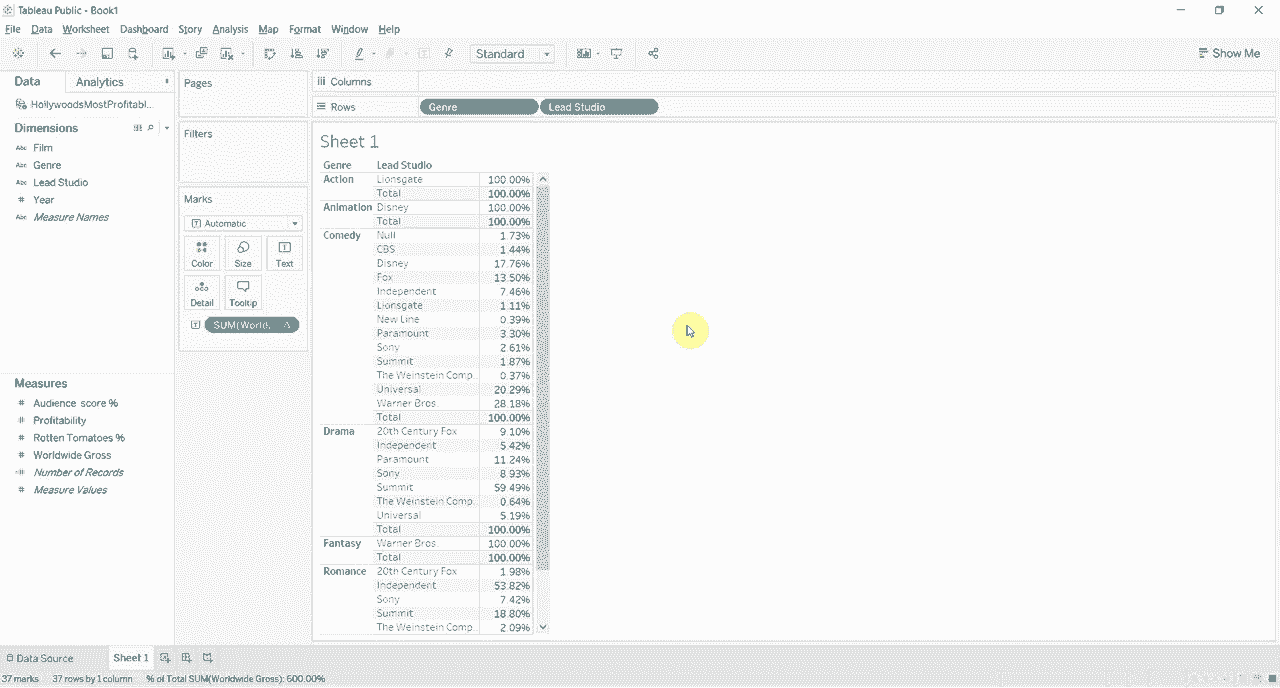 Tableau Public - Book1
File Data Worksheet Dashboard Story Analysis Map Format Window Help
Standard
Show Me
Data Analytics
HollywoodsMostProfitabl...
Dimensions
Film
Genre
Lead Studio
Year
Measure Names
Measures
Audience score %
Profitability
Rotten Tomatoes %
Worldwide Gross
Number of Records
Measure Values
Pages
Filters
Marks
Automatic
Color Size Text
Detail Tooltip
SUM(World.
Columns
Rows Genre Lead Studio
Sheet 1
Genre Lead Studio
Action Lionsgate 100.00%
Total 100.00%
Animation Disney 100.00%
Total 100.00%
Comedy Null 1.73%
CBS 1.44%
Disney 17.76%
Fox 13.50%
Independent 7.46%
Lionsgate 1.11%
New Line 0.39%
Paramount 3.30%
Sony 2.61%
Summit 1.87%
The Weinstein Comp. 0.37%
Universal 20.29%
Warner Bros. 28.18%
Total 100.00%
Drama 20th Century Fox 9.10%
Independent 5.42%
Paramount 11.24%
Sony 8.93%
Summit 59.49%
The Weinstein Comp. 0.64%
Universal 5.19%
Total 100.00%
Fantasy Warner Bros. 100.00%
Total 100.00%
Romance 20th Century Fox 1.98%
Independent 53.82%
Sony 7.42%
Summit 18.80%
The Weinstein Comp. 2.09%
Data Source Sheet 1
37 marks 37 rows by 1 column % of Total SUM(Worldwide Gross): 600.00%